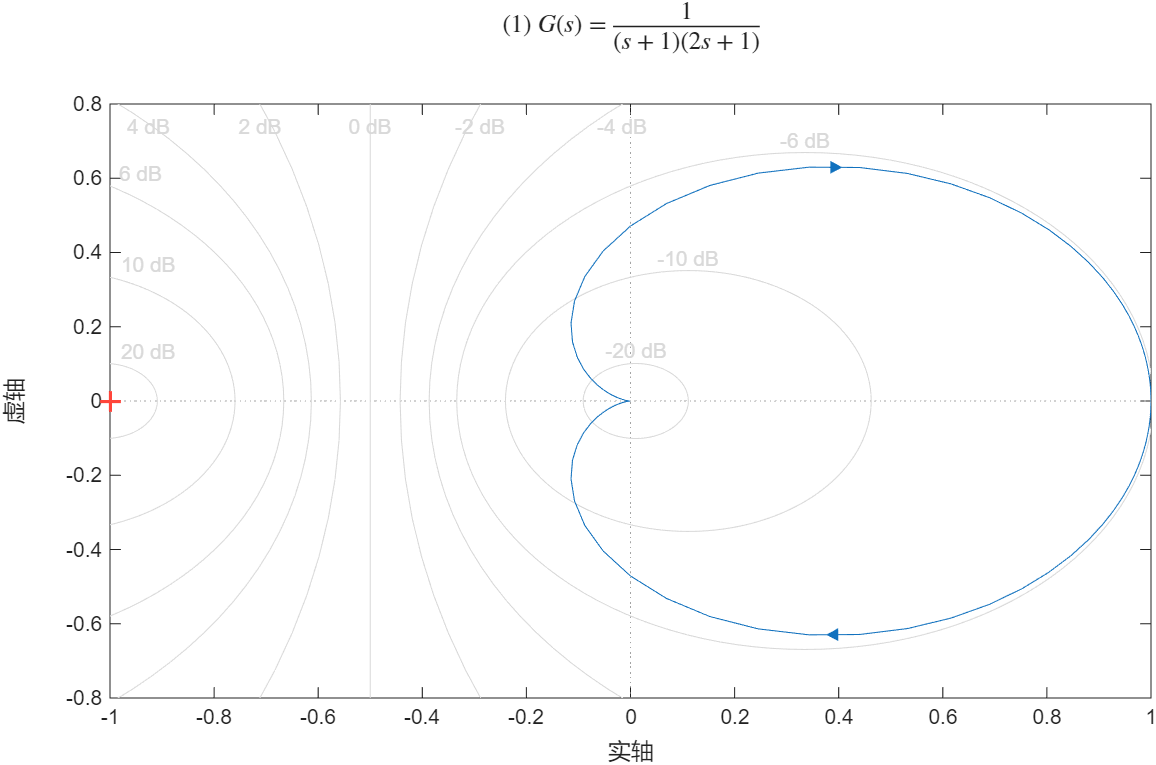 (1) G(s) = 1/((s + 1)(2s + 1))
0.8
0.6
0.4
0.2
0
-0.2
-0.4
-0.6
-0.8
4 dB 2 dB 0 dB -2 dB -4 dB
-6 dB
6 dB
10 dB -10 dB
20 dB -20 dB
虚轴
-1 -0.8 -0.6 -0.4 -0.2 0 0.2 0.4 0.6 0.8 1
实轴